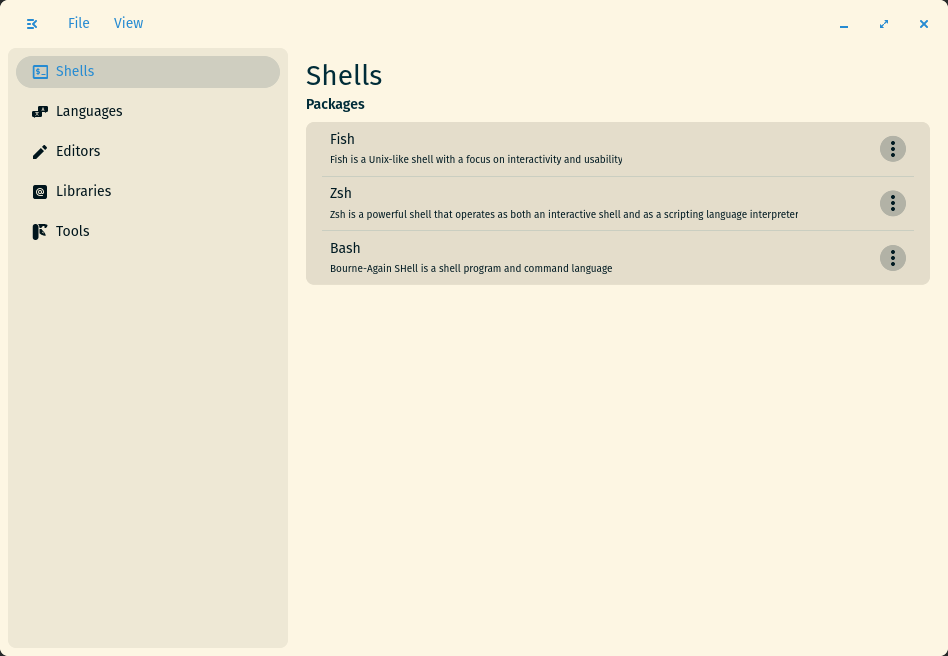 File View
Shells
Languages
Editors
Libraries
Tools
Shells
Packages
Fish
Fish is a Unix-like shell with a focus on interactivity and usability
Zsh
Zsh is a powerful shell that operates as both an interactive shell and as a scripting language interpreter
Bash
Bourne-Again SHell is a shell program and command language